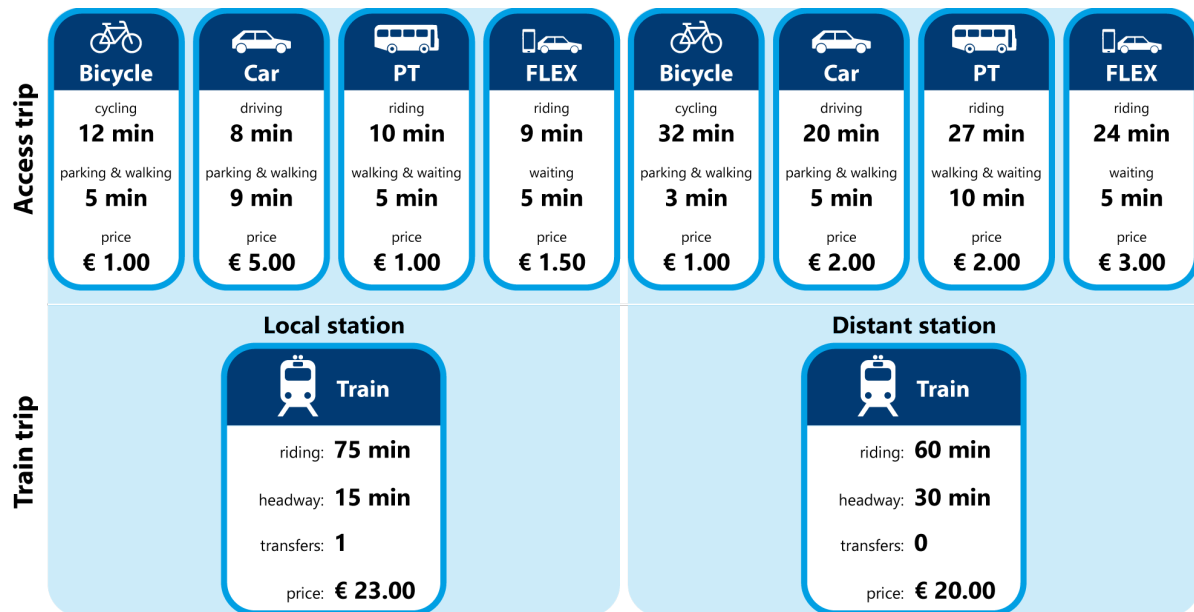 Access trip
Bicycle
cycling
12 min
parking & walking
5 min
price
€ 1.00
Car
driving
8 min
parking & walking
9 min
price
€ 5.00
PT
riding
10 min
walking & waiting
5 min
price
€ 1.00
FLEX
riding
9 min
waiting
5 min
price
€ 1.50
Bicycle
cycling
32 min
parking & walking
3 min
price
€ 1.00
Car
driving
20 min
parking & walking
5 min
price
€ 2.00
PT
riding
27 min
walking & waiting
10 min
price
€ 2.00
FLEX
riding
24 min
waiting
5 min
price
€ 3.00
Train trip
Local station
Train
riding: 75 min
headway: 15 min
transfers: 1
price: € 23.00
Distant station
Train
riding: 60 min
headway: 30 min
transfers: 0
price: € 20.00